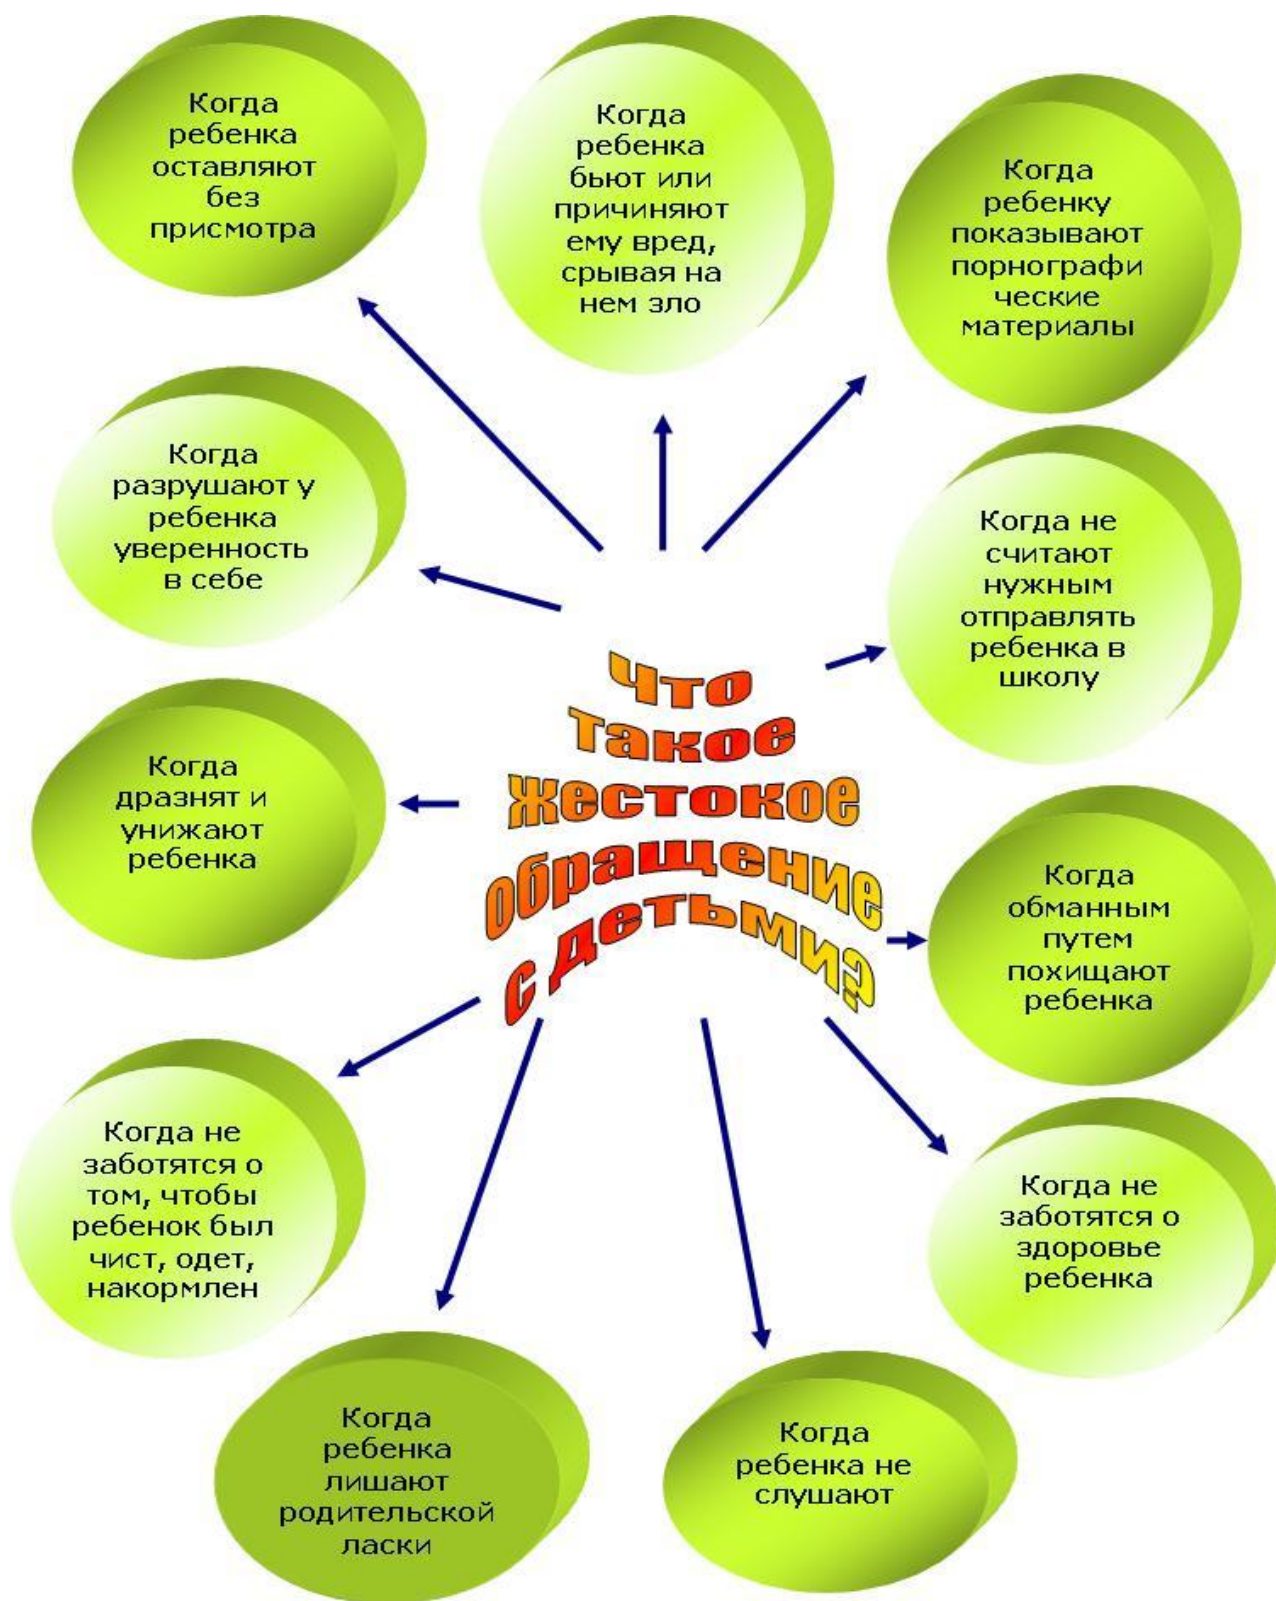 Когда
ребенка
оставляют
без
присмотра
Когда
ребенка
бьют или
причиняют
ему вред,
срывая на
нем зло
Когда
ребенку
показывают
порнографи
ческие
материалы
Когда
разрушают у
ребенка
уверенность
в себе
Когда не
считают
нужным
отправлять
ребенка в
школу
Что
такое
жестокое
обращение
с детьми?
Когда
дразнят и
унижают
ребенка
Когда
обманным
путем
похищают
ребенка
Когда не
заботятся о
том, чтобы
ребенок был
чист, одет,
накормлен
Когда не
заботятся о
здоровье
ребенка
Когда
ребенка
лишают
родительской
ласки
Когда
ребенка не
слушают